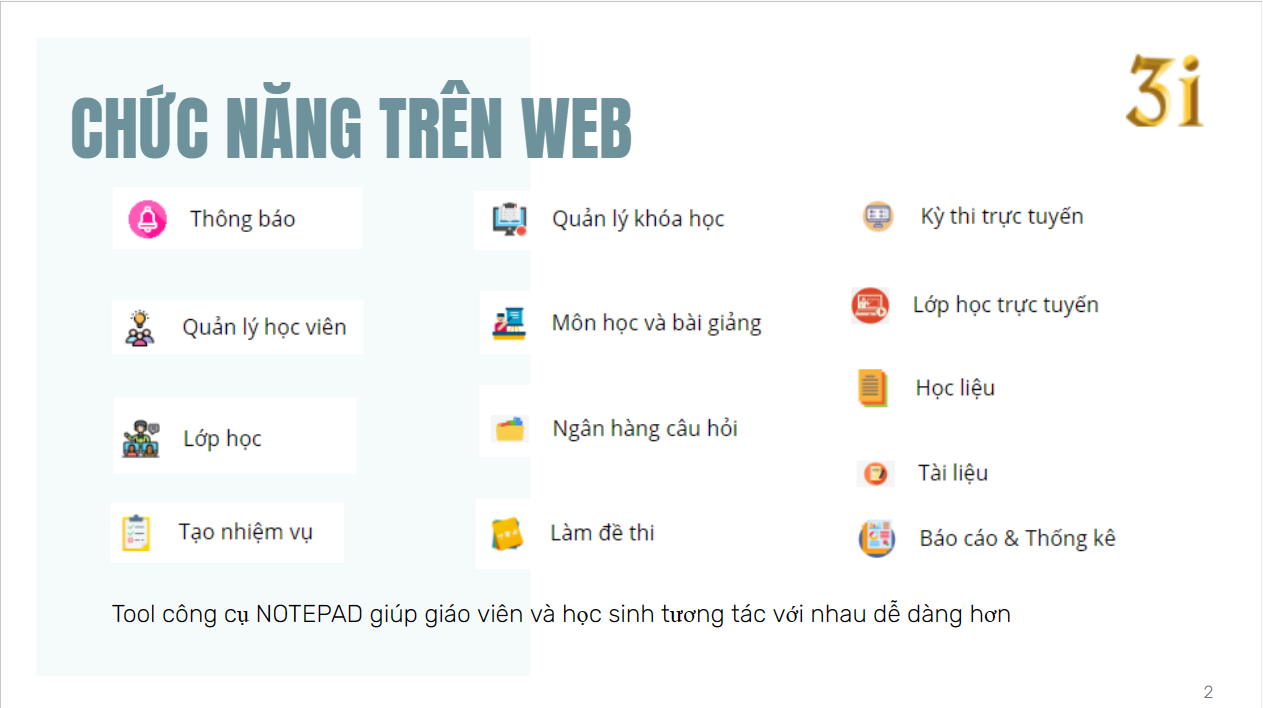 3i
CHỨC NĂNG TRÊN WEB
Thông báo
Quản lý học viên
Lớp học
Tạo nhiệm vụ
Quản lý khóa học
Môn học và bài giảng
Ngân hàng câu hỏi
Làm đề thi
Kỳ thi trực tuyến
Lớp học trực tuyến
Học liệu
Tài liệu
Báo cáo & Thống kê
Tool công cụ NOTEPAD giúp giáo viên và học sinh tương tác với nhau dễ dàng hơn
2